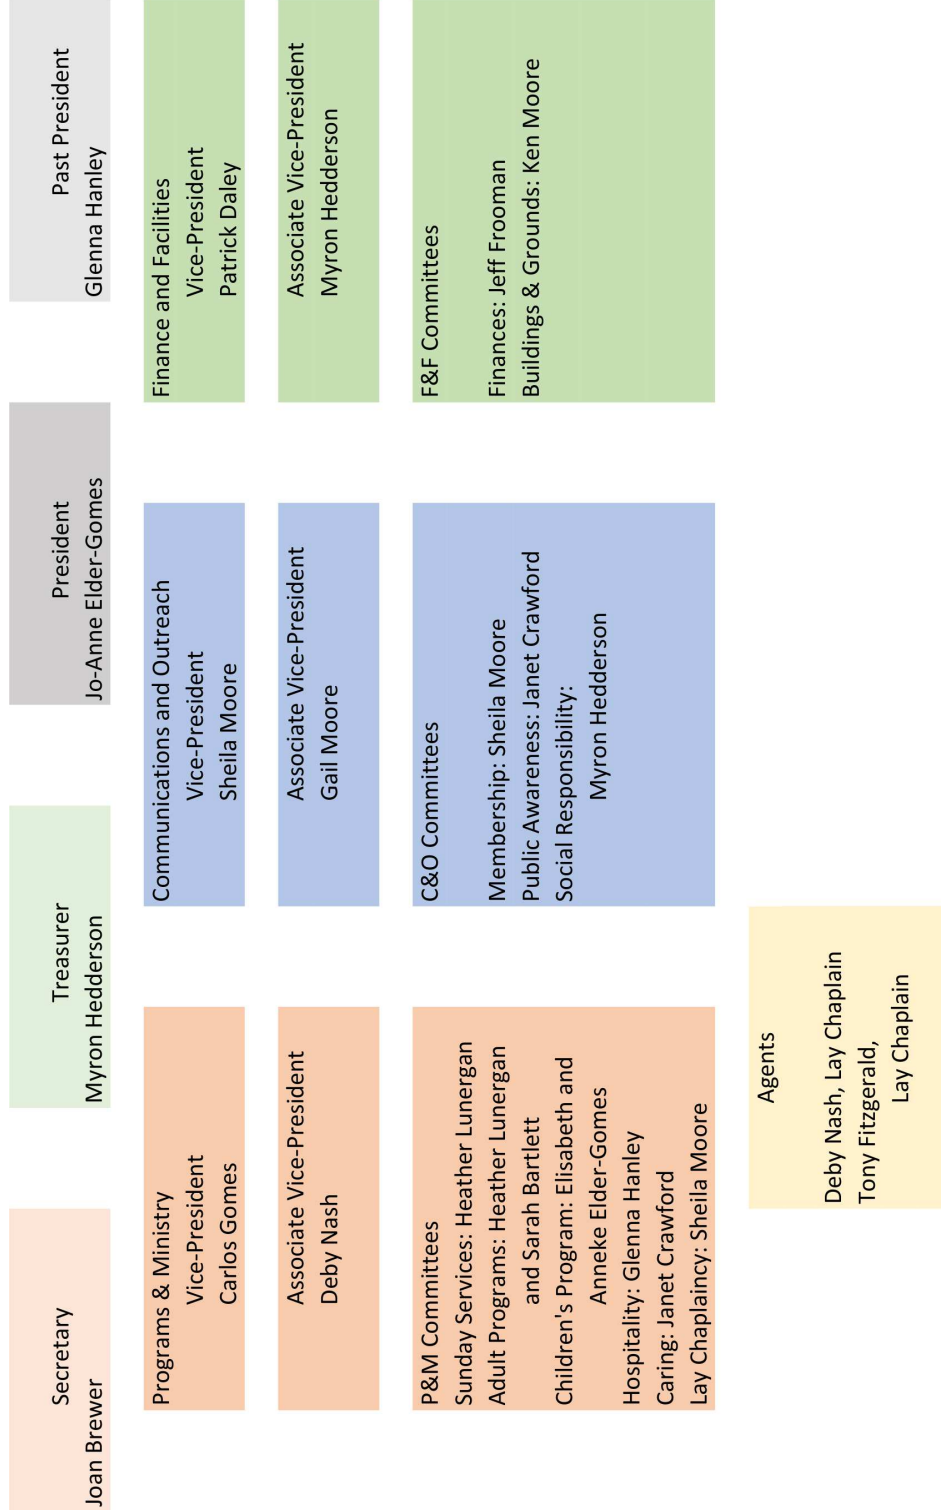 Secretary
Joan Brewer
Treasurer
Myron Hedderson
President
Jo-Anne Elder-Gomes
Past President
Glenna Hanley
Programs & Ministry
Vice-President
Carlos Gomes
Communications and Outreach
Vice-President
Sheila Moore
Finance and Facilities
Vice-President
Patrick Daley
Associate Vice-President
Deby Nash
Associate Vice-President
Gail Moore
Associate Vice-President
Myron Hedderson
P&M Committees
Sunday Services: Heather Lunergan
Adult Programs: Heather Lunergan
and Sarah Bartlett
Children's Program: Elisabeth and
Anneke Elder-Gomes
Hospitality: Glenna Hanley
Caring: Janet Crawford
Lay Chaplaincy: Sheila Moore
C&O Committees
Membership: Sheila Moore
Public Awareness: Janet Crawford
Social Responsibility:
Myron Hedderson
F&F Committees
Finances: Jeff Frooman
Buildings & Grounds: Ken Moore
Agents
Deby Nash, Lay Chaplain
Tony Fitzgerald,
Lay Chaplain